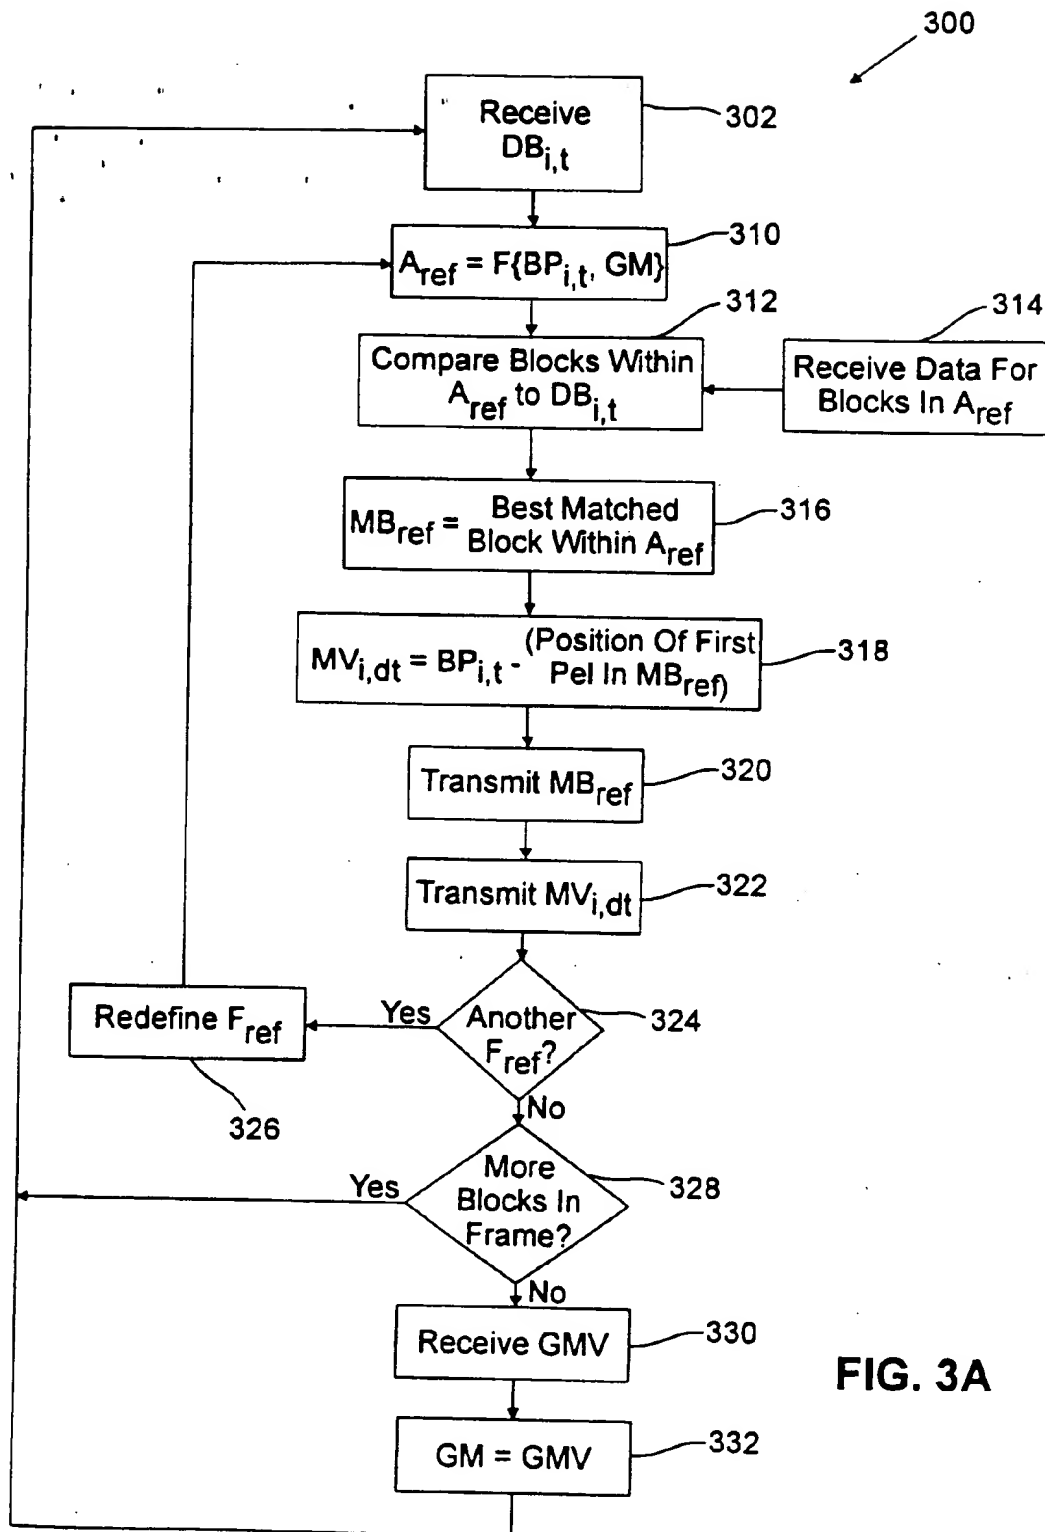 300
Receive
DB_{i,t}
302
A_{ref} = F{BP_{i,t}, GM}
310
312
Compare Blocks Within
A_{ref} to DB_{i,t}
314
Receive Data For
Blocks In A_{ref}
MB_{ref} = Best Matched
Block Within A_{ref}
316
MV_{i,dt} = BP_{i,t} - (Position Of First
Pel In MB_{ref})
318
Transmit MB_{ref}
320
Transmit MV_{i,dt}
322
Another
F_{ref}?
324
Yes
Redefine F_{ref}
326
No
More
Blocks In
Frame?
328
Yes
No
Receive GMV
330
GM = GMV
332
FIG. 3A